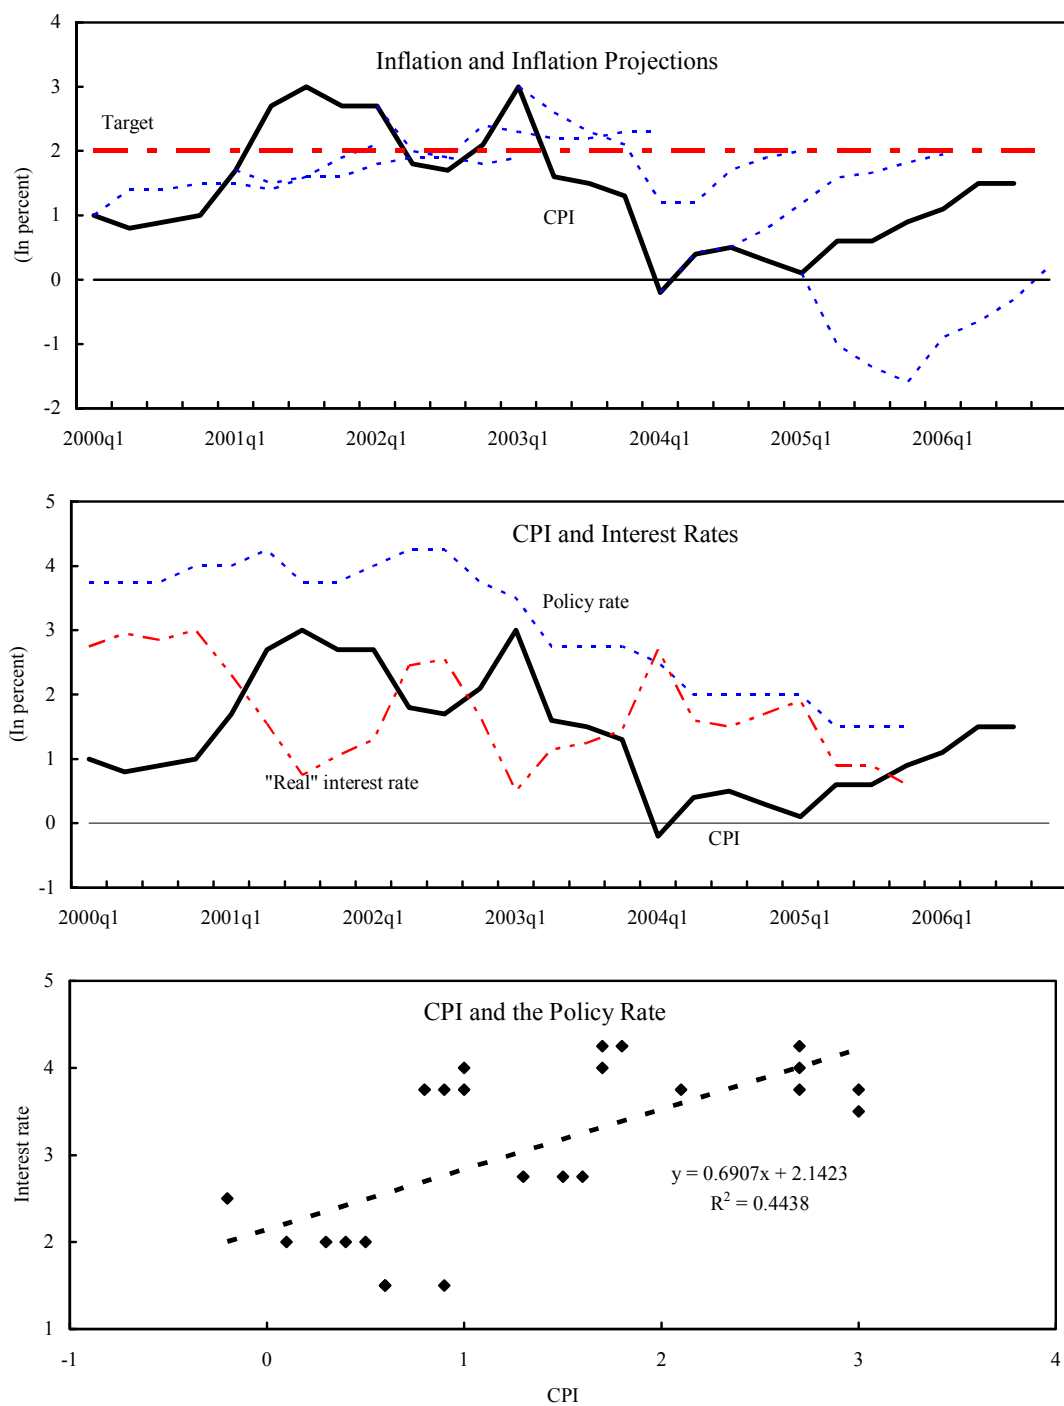 Inflation and Inflation Projections
(In percent)
4
3
2
1
0
-1
-2
Target
CPI
2000q1 2001q1 2002q1 2003q1 2004q1 2005q1 2006q1
CPI and Interest Rates
(In percent)
5
4
3
2
1
0
-1
Policy rate
"Real" interest rate
CPI
2000q1 2001q1 2002q1 2003q1 2004q1 2005q1 2006q1
CPI and the Policy Rate
Interest rate
5
4
3
2
1
y = 0.6907x + 2.1423
R² = 0.4438
-1 0 1 2 3 4
CPI